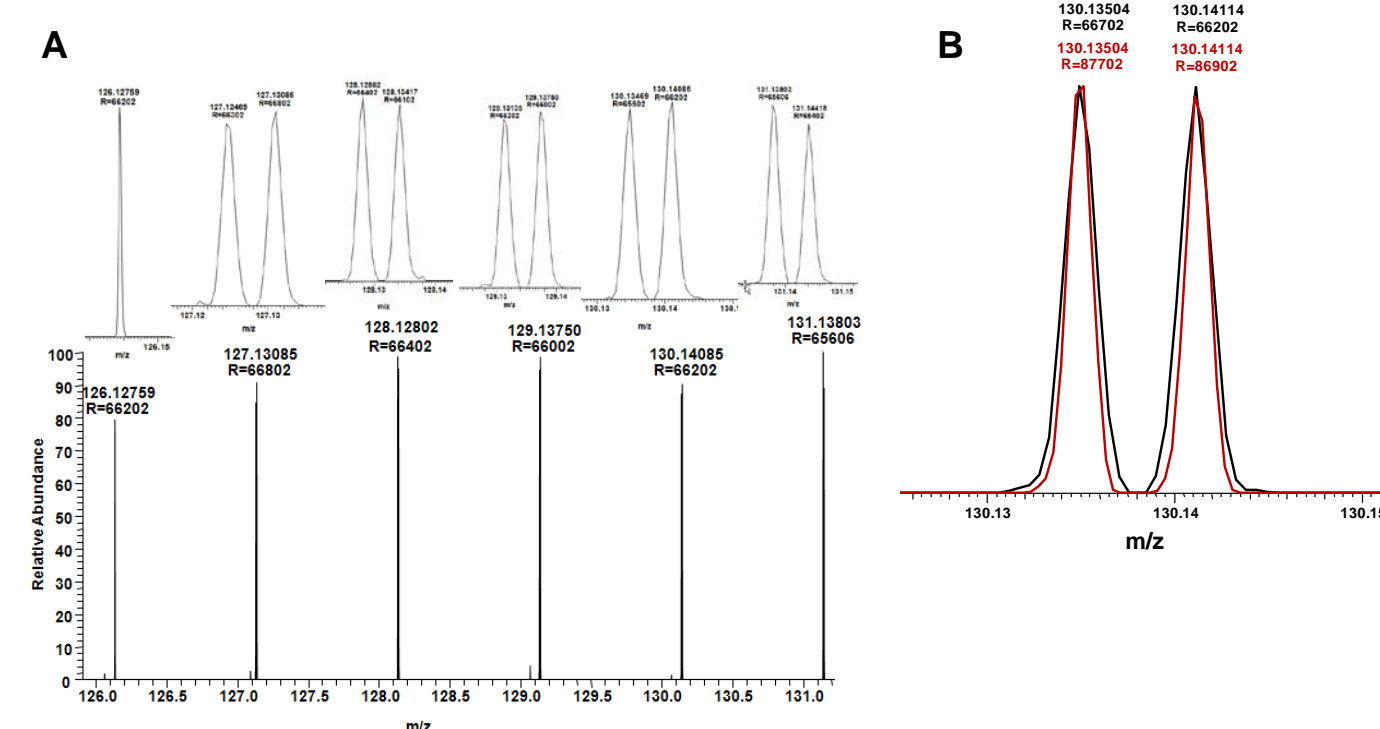 A
126.12759
R=66202
126.15
m/z
127.12469
R=66302
127.13085
R=66802
127.12
127.13
m/z
128.12802
R=66402
128.13417
R=66102
128.13
128.14
m/z
129.13750
R=66002
129.13
129.14
m/z
130.13469
R=65502
130.14085
R=66202
130.13
130.14
m/z
131.13803
R=65606
131.14418
131.14
131.15
m/z
126.12759
R=66202
127.13085
R=66802
128.12802
R=66402
129.13750
R=66002
130.14085
R=66202
131.13803
R=65606
Relative Abundance
100
90
80
70
60
50
40
30
20
10
0
126.0 126.5 127.0 127.5 128.0 128.5 129.0 129.5 130.0 130.5 131.0
m/z
B
130.13504
R=66702
130.13504
R=87702
130.14114
R=66202
130.14114
R=86902
130.13 130.14
m/z